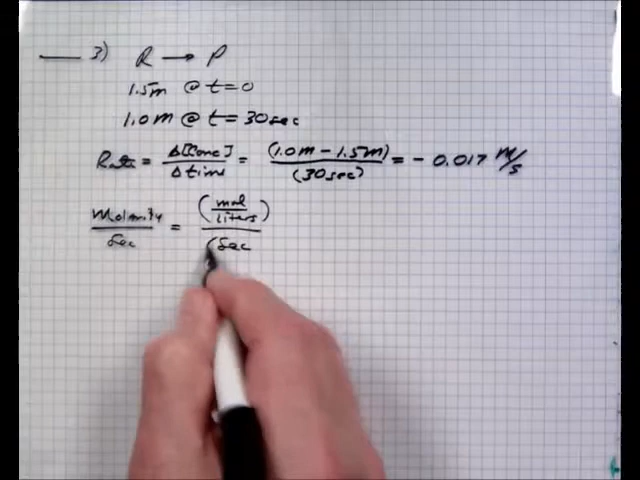 3) R → P
1.5m @ t=0
1.0m @ t=30sec
Rate = Δ[Conc] / Δtime = (1.0m - 1.5m) / (30sec) = - 0.017 m/s
Molarity / Sec = (mol / liters) / (Sec